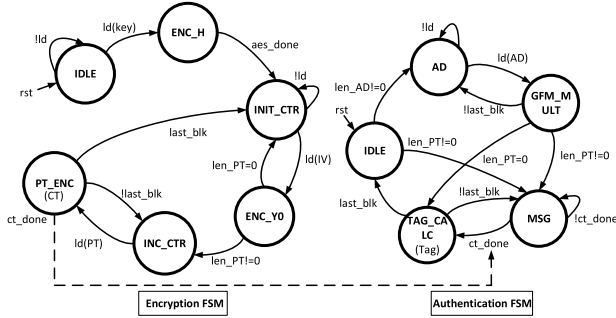 ENC_H
ld(key)
!ld
aes_done
IDLE
rst
!ld
INIT_CTR
last_blk
ld(IV)
len_PT=0
PT_ENC
(CT)
!last_blk
ct_done
ENC_Y0
ld(PT)
INC_CTR
len_PT!=0
Encryption FSM
!ld
AD
ld(AD)
len_AD!=0
GFM_M
ULT
!last_blk
rst
IDLE
len_PT!=0
len_PT=0
len_PT!=0
last_blk
!last_blk
TAG_CA
LC
(Tag)
MSG
!ct_done
ct_done
Authentication FSM